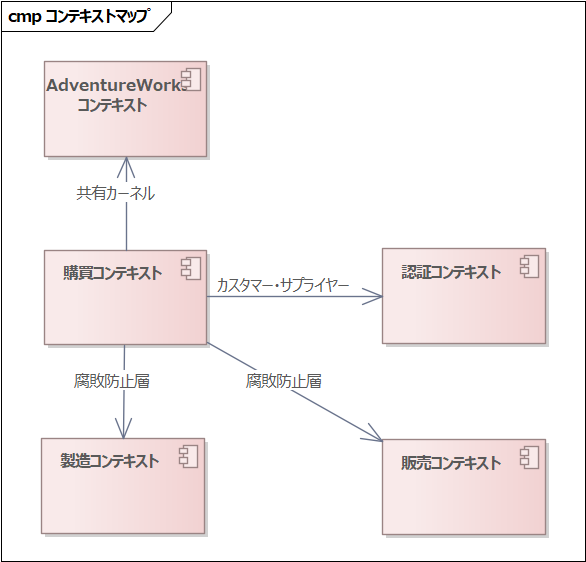 cmp コンテキストマップ
AdventureWorks
コンテキスト
共有カーネル
購買コンテキスト
カスタマー・サプライヤー
認証コンテキスト
腐敗防止層
腐敗防止層
製造コンテキスト
販売コンテキスト